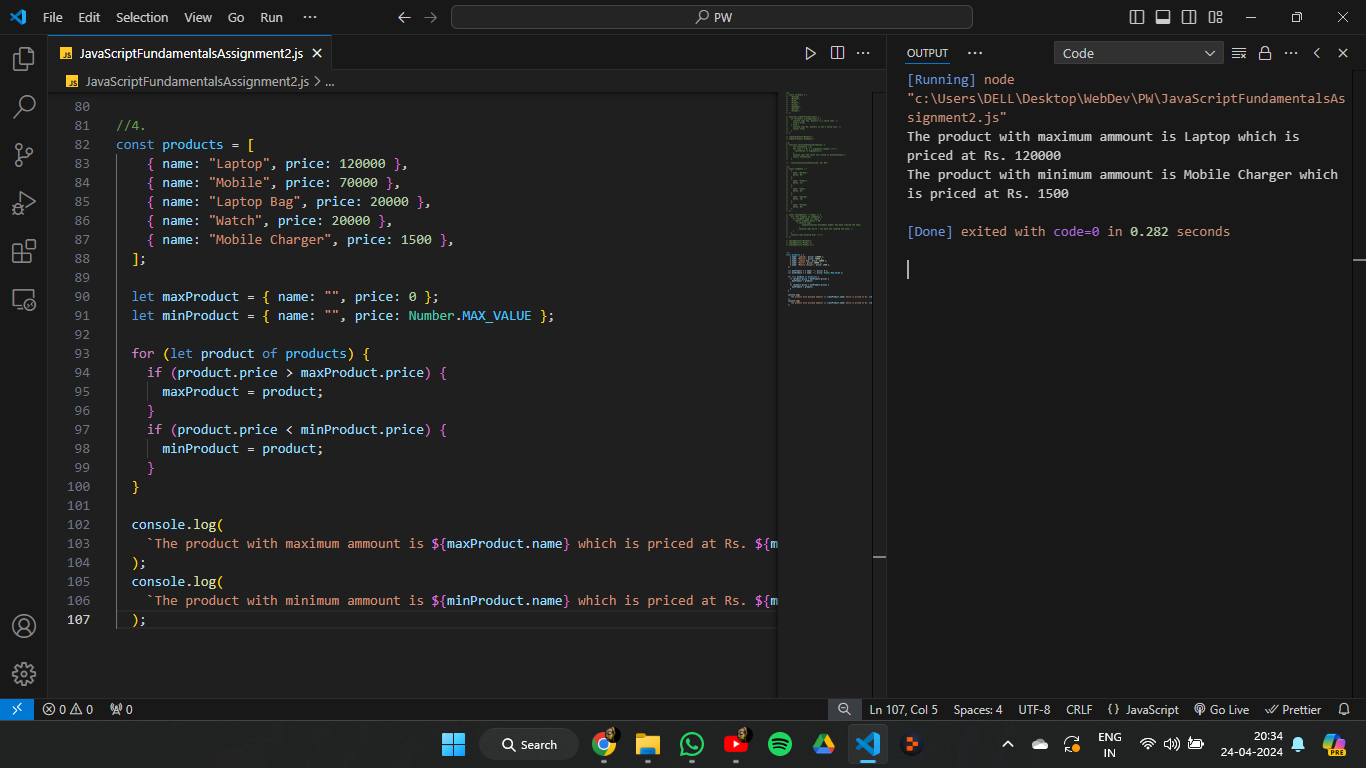 File Edit Selection View Go Run ··· PW
JS JavaScriptFundamentalsAssignment2.js
JS JavaScriptFundamentalsAssignment2.js > ...
80
81 //4.
82 const products = [
83 { name: "Laptop", price: 120000 },
84 { name: "Mobile", price: 70000 },
85 { name: "Laptop Bag", price: 20000 },
86 { name: "Watch", price: 20000 },
87 { name: "Mobile Charger", price: 1500 },
88 ];
89
90 let maxProduct = { name: "", price: 0 };
91 let minProduct = { name: "", price: Number.MAX_VALUE };
92
93 for (let product of products) {
94 if (product.price > maxProduct.price) {
95 maxProduct = product;
96 }
97 if (product.price < minProduct.price) {
98 minProduct = product;
99 }
100 }
101
102 console.log(
103 `The product with maximum ammount is ${maxProduct.name} which is priced at Rs. ${m
104 );
105 console.log(
106 `The product with minimum ammount is ${minProduct.name} which is priced at Rs. ${m
107 );
OUTPUT ··· Code
[Running] node
"c:\Users\DELL\Desktop\WebDev\PW\JavaScriptFundamentalsAs
signment2.js"
The product with maximum ammount is Laptop which is
priced at Rs. 120000
The product with minimum ammount is Mobile Charger which
is priced at Rs. 1500
[Done] exited with code=0 in 0.282 seconds
0 0 0 Ln 107, Col 5 Spaces: 4 UTF-8 CRLF {} JavaScript Go Live Prettier
Search
ENG
IN
20:34
24-04-2024
PRE